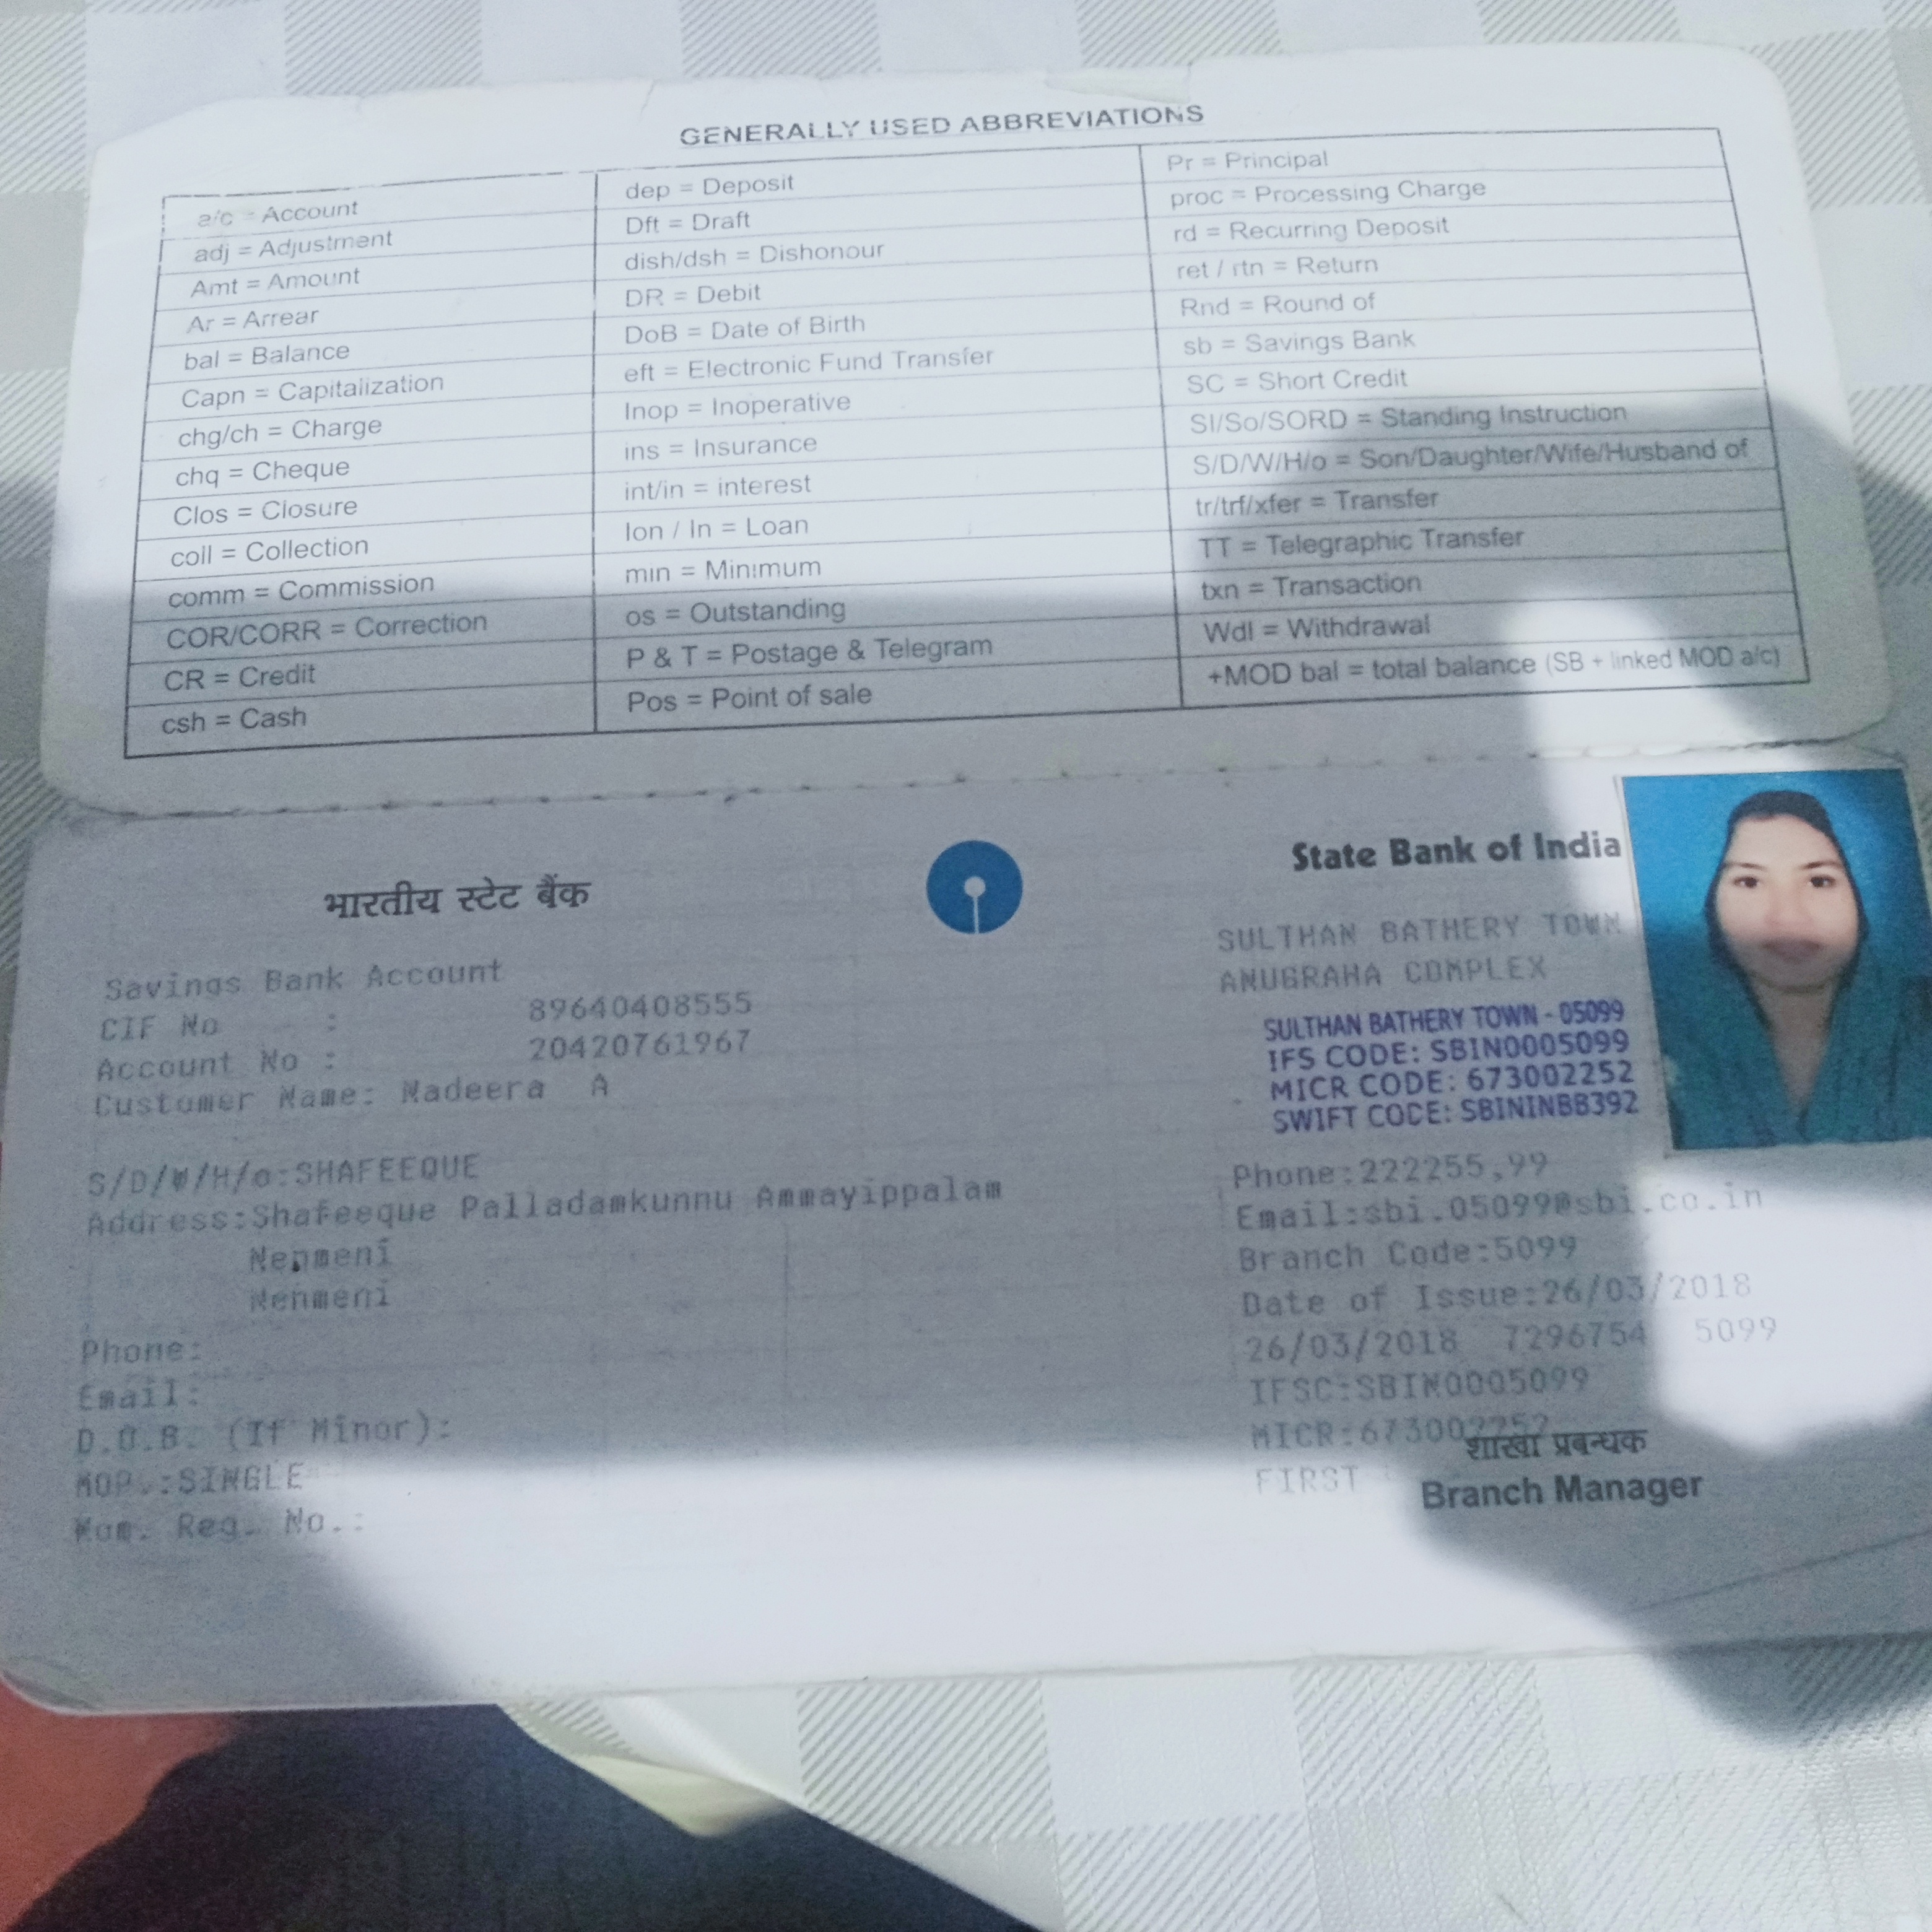 GENERALLY USED ABBREVIATIONS
a/c = Account
adj = Adjustment
Amt = Amount
Ar = Arrear
bal = Balance
Capn = Capitalization
chg/ch = Charge
chq = Cheque
Clos = Closure
coll = Collection
comm = Commission
COR/CORR = Correction
CR = Credit
csh = Cash
dep = Deposit
Dft = Draft
dish/dsh = Dishonour
DR = Debit
DoB = Date of Birth
eft = Electronic Fund Transfer
Inop = Inoperative
ins = Insurance
int/in = interest
lon / ln = Loan
min = Minimum
os = Outstanding
P & T = Postage & Telegram
Pos = Point of sale
Pr = Principal
proc = Processing Charge
rd = Recurring Deposit
ret / rtn = Return
Rnd = Round of
sb = Savings Bank
SC = Short Credit
SI/So/SORD = Standing Instruction
S/D/W/H/o = Son/Daughter/Wife/Husband of
tr/trf/xfer = Transfer
TT = Telegraphic Transfer
txn = Transaction
Wdl = Withdrawal
+MOD bal = total balance (SB + linked MOD a/c)
भारतीय स्टेट बैंक
State Bank of India
Savings Bank Account
CIF No : 89640408555
Account No : 20420761967
Customer Name: Nadeera A
S/D/W/H/o:SHAFEEQUE
Address:Shafeeque Palladamkunnu Ammayippalam
Nenmeni
Nenmeni
Phone:
Email:
D.O.B. (If Minor):
MOP.:SINGLE
Nom. Reg. No.:
SULTHAN BATHERY TOWN
ANUGRAHA COMPLEX
SULTHAN BATHERY TOWN - 05099
IFS CODE: SBIN0005099
MICR CODE: 673002252
SWIFT CODE: SBININBB392
Phone:222255,99
Email:sbi.05099@sbi.co.in
Branch Code:5099
Date of Issue:26/03/2018
26/03/2018 7296754 5099
IFSC:SBIN0005099
MICR:673002252
शाखा प्रबन्धक
FIRST
Branch Manager